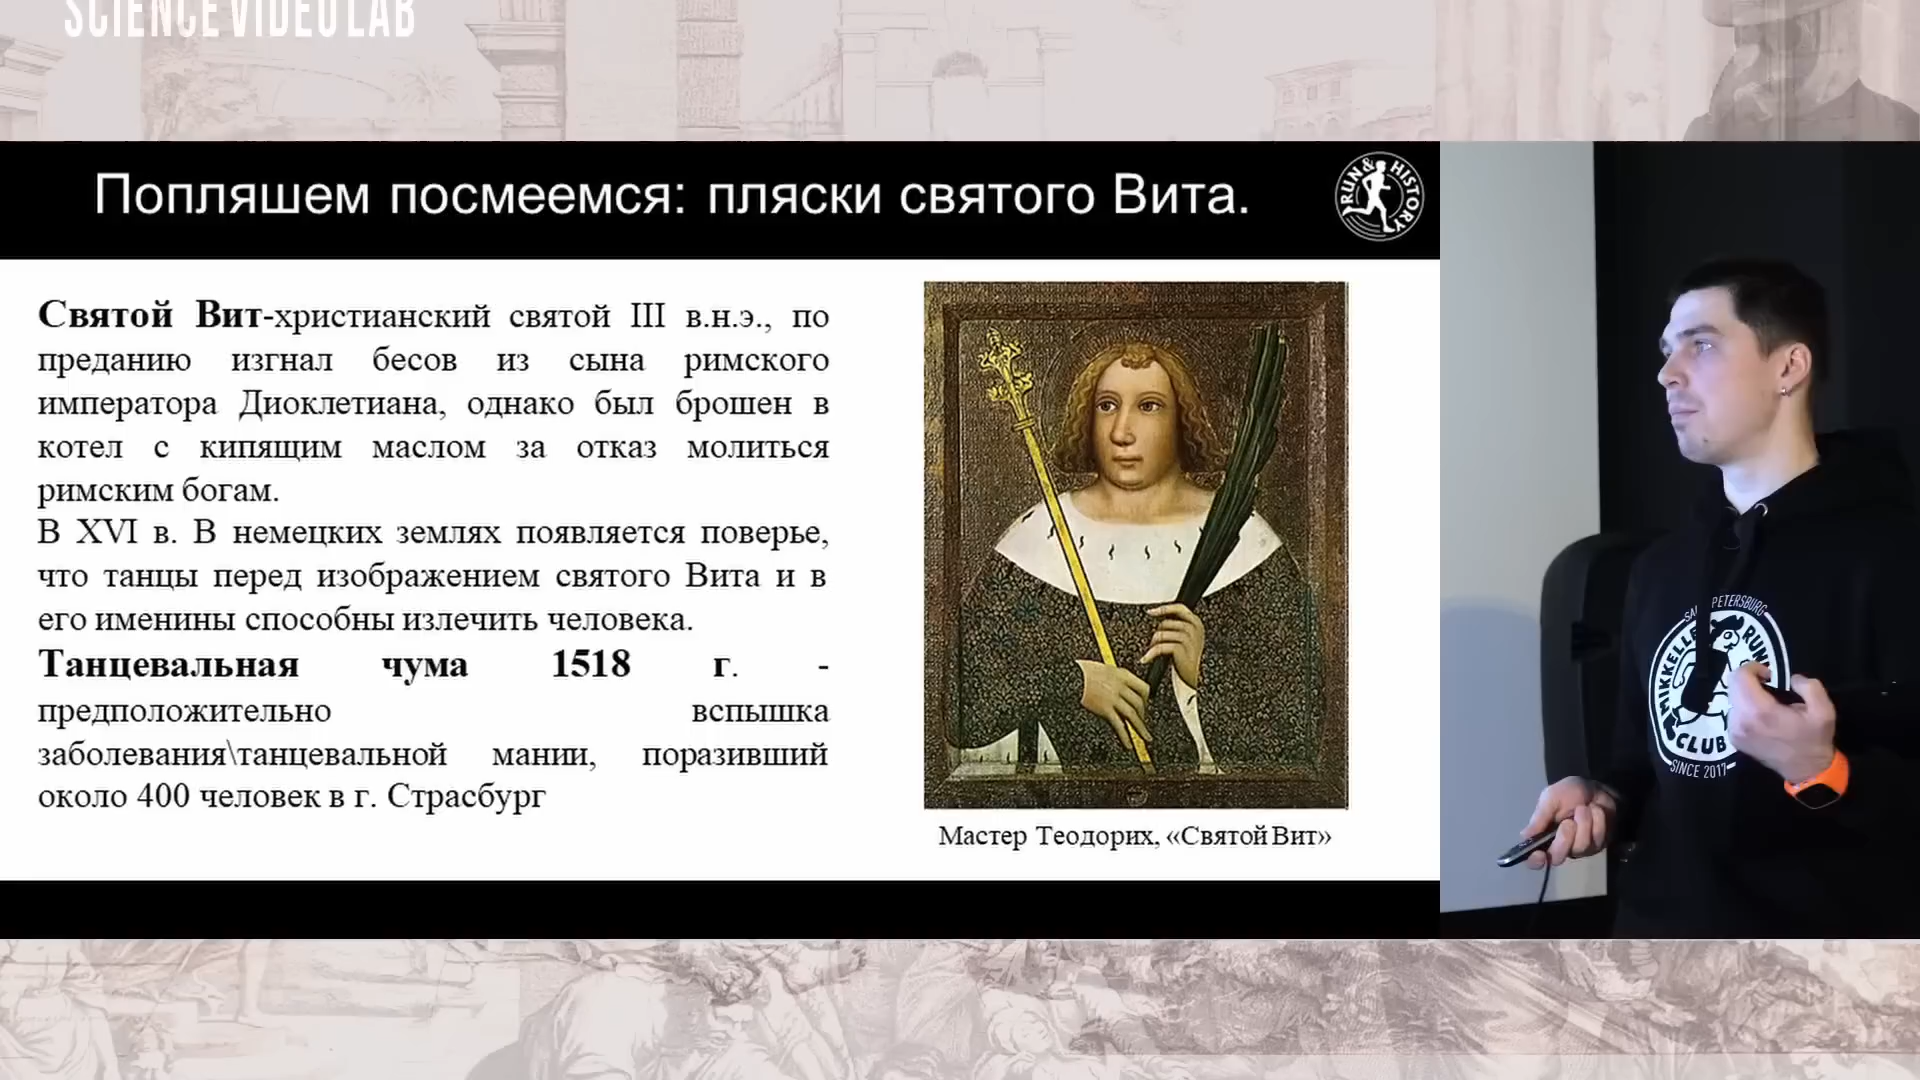 SCIENCE VIDEO LAB
Попляшем посмеемся: пляски святого Вита.
RUN & HISTORY
Святой Вит-христианский святой III в.н.э., по
преданию изгнал бесов из сына римского
императора Диоклетиана, однако был брошен в
котел с кипящим маслом за отказ молиться
римским богам.
В XVI в. В немецких землях появляется поверье,
что танцы перед изображением святого Вита и в
его именины способны излечить человека.
Танцевальная чума 1518 г. -
предположительно вспышка
заболевания\танцевальной мании, поразивший
около 400 человек в г. Страсбург
Мастер Теодорих, «Святой Вит»
PETERSBURG
CLUB
SINCE 2017